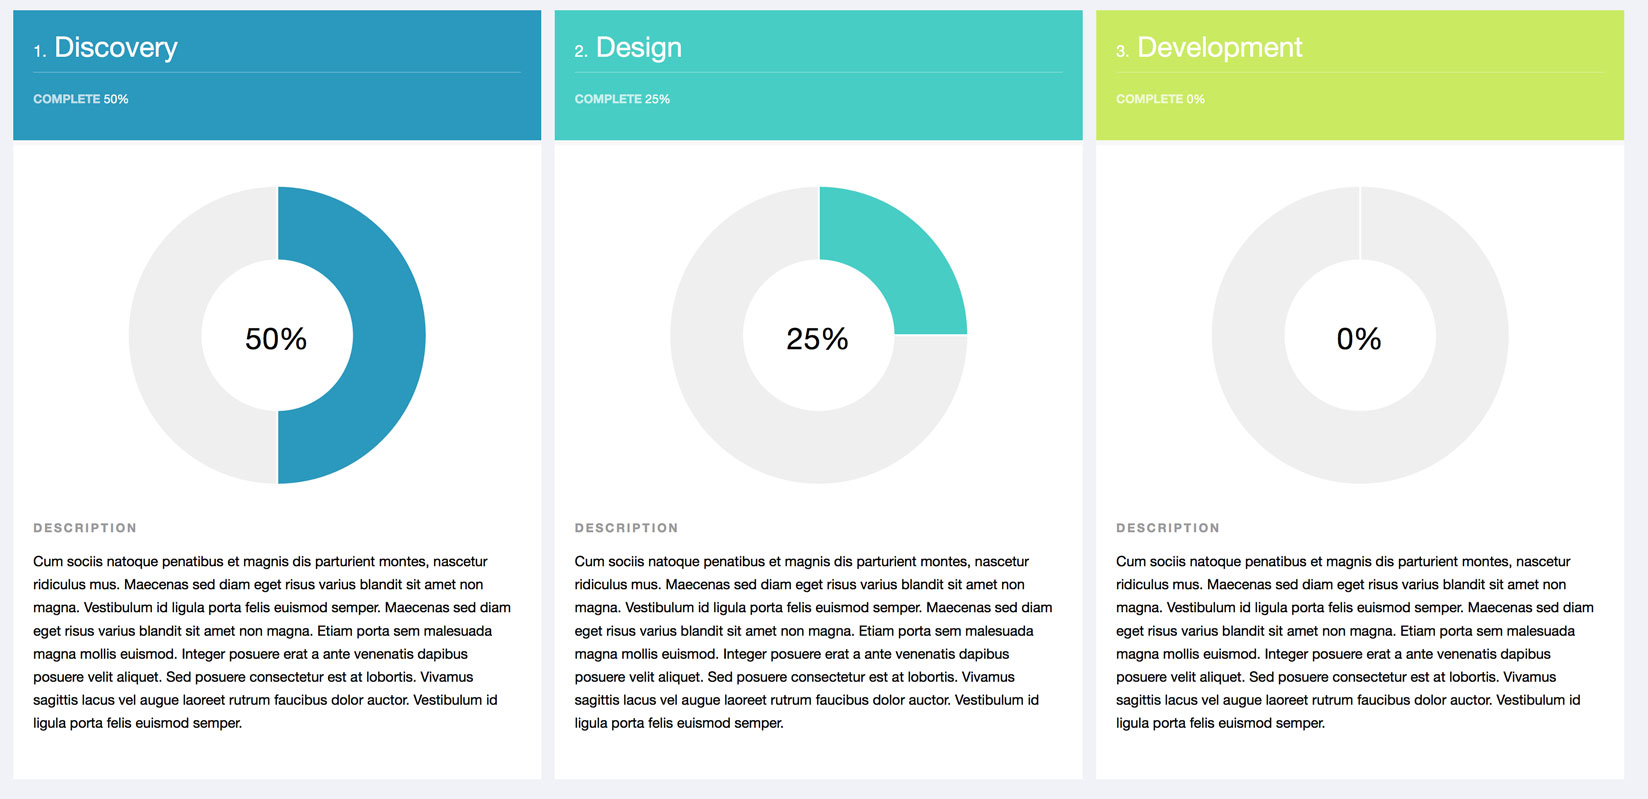 1. Discovery
COMPLETE 50%
50%
DESCRIPTION
Cum sociis natoque penatibus et magnis dis parturient montes, nascetur
ridiculus mus. Maecenas sed diam eget risus varius blandit sit amet non
magna. Vestibulum id ligula porta felis euismod semper. Maecenas sed diam
eget risus varius blandit sit amet non magna. Etiam porta sem malesuada
magna mollis euismod. Integer posuere erat a ante venenatis dapibus
posuere velit aliquet. Sed posuere consectetur est at lobortis. Vivamus
sagittis lacus vel augue laoreet rutrum faucibus dolor auctor. Vestibulum id
ligula porta felis euismod semper.
2. Design
COMPLETE 25%
25%
DESCRIPTION
Cum sociis natoque penatibus et magnis dis parturient montes, nascetur
ridiculus mus. Maecenas sed diam eget risus varius blandit sit amet non
magna. Vestibulum id ligula porta felis euismod semper. Maecenas sed diam
eget risus varius blandit sit amet non magna. Etiam porta sem malesuada
magna mollis euismod. Integer posuere erat a ante venenatis dapibus
posuere velit aliquet. Sed posuere consectetur est at lobortis. Vivamus
sagittis lacus vel augue laoreet rutrum faucibus dolor auctor. Vestibulum id
ligula porta felis euismod semper.
3. Development
COMPLETE 0%
0%
DESCRIPTION
Cum sociis natoque penatibus et magnis dis parturient montes, nascetur
ridiculus mus. Maecenas sed diam eget risus varius blandit sit amet non
magna. Vestibulum id ligula porta felis euismod semper. Maecenas sed diam
eget risus varius blandit sit amet non magna. Etiam porta sem malesuada
magna mollis euismod. Integer posuere erat a ante venenatis dapibus
posuere velit aliquet. Sed posuere consectetur est at lobortis. Vivamus
sagittis lacus vel augue laoreet rutrum faucibus dolor auctor. Vestibulum id
ligula porta felis euismod semper.